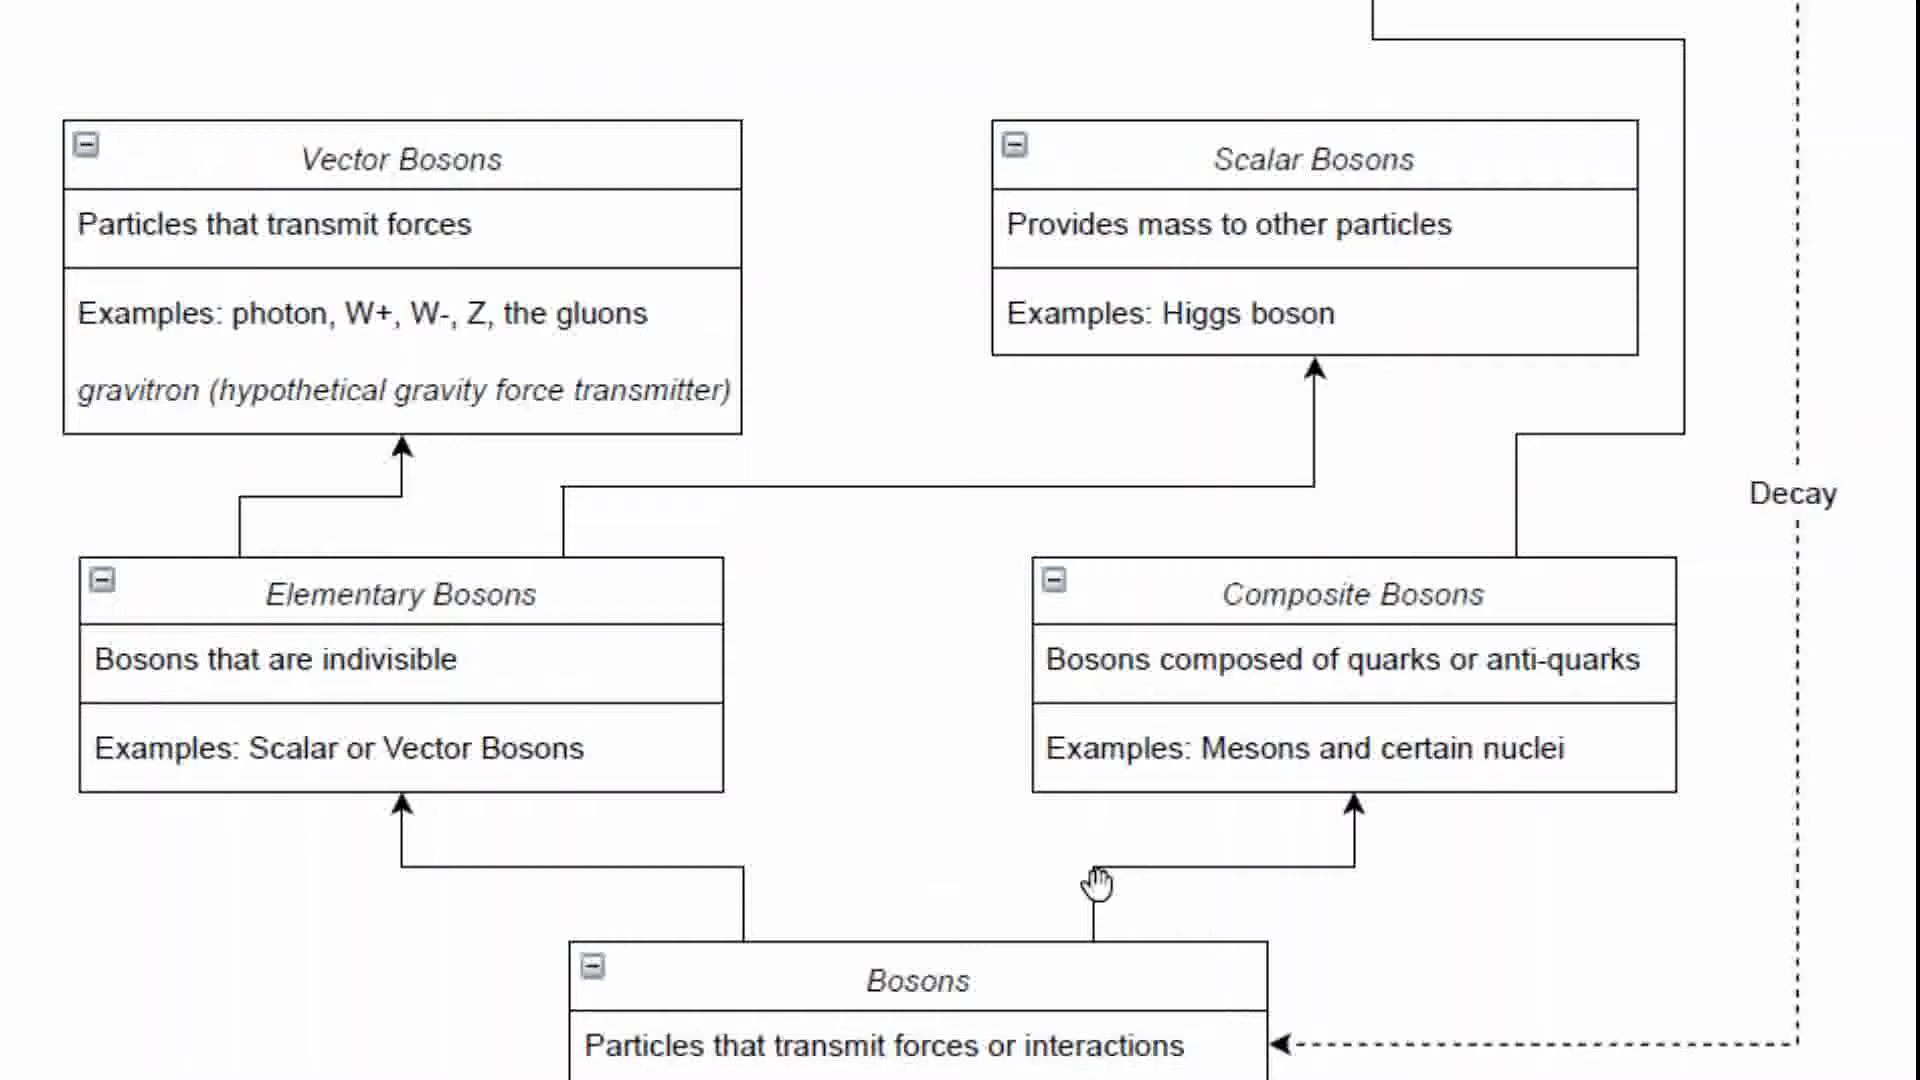 Vector Bosons
Particles that transmit forces
Examples: photon, W+, W-, Z, the gluons
gravitron (hypothetical gravity force transmitter)
Scalar Bosons
Provides mass to other particles
Examples: Higgs boson
Decay
Elementary Bosons
Bosons that are indivisible
Examples: Scalar or Vector Bosons
Composite Bosons
Bosons composed of quarks or anti-quarks
Examples: Mesons and certain nuclei
Bosons
Particles that transmit forces or interactions